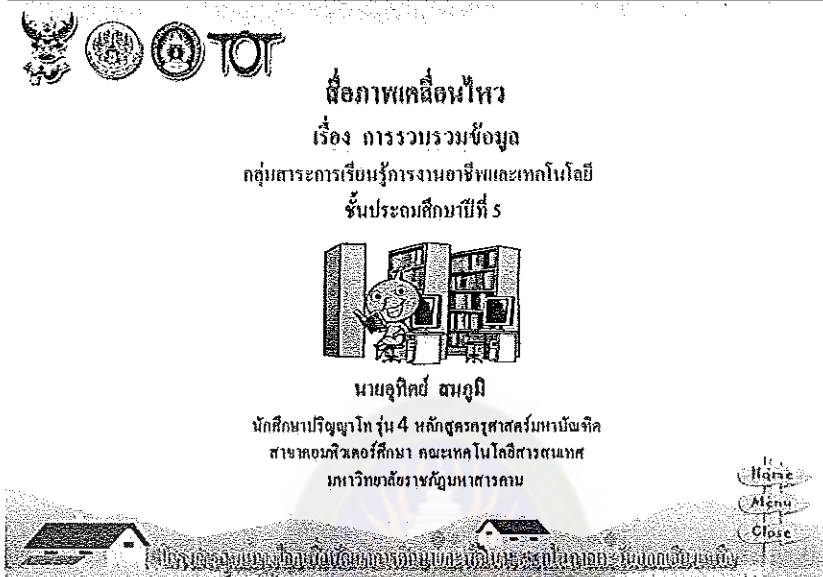 TOT
สื่อภาพเคลื่อนไหว
เรื่อง การรวบรวมข้อมูล
กลุ่มสาระการเรียนรู้การงานอาชีพและเทคโนโลยี
ชั้นประถมศึกษาปีที่ 5
นายอุทิตย์
นักศึกษาปริญญาโท รุ่น 4 หลักสูตรครุศาสตร์มหาบัณฑิต
สาขาคอมพิวเตอร์ศึกษา คณะเทคโนโลยีสารสนเทศ
มหาวิทยาลัยราชภัฏมหาสารคาม
Home
Menu
Close